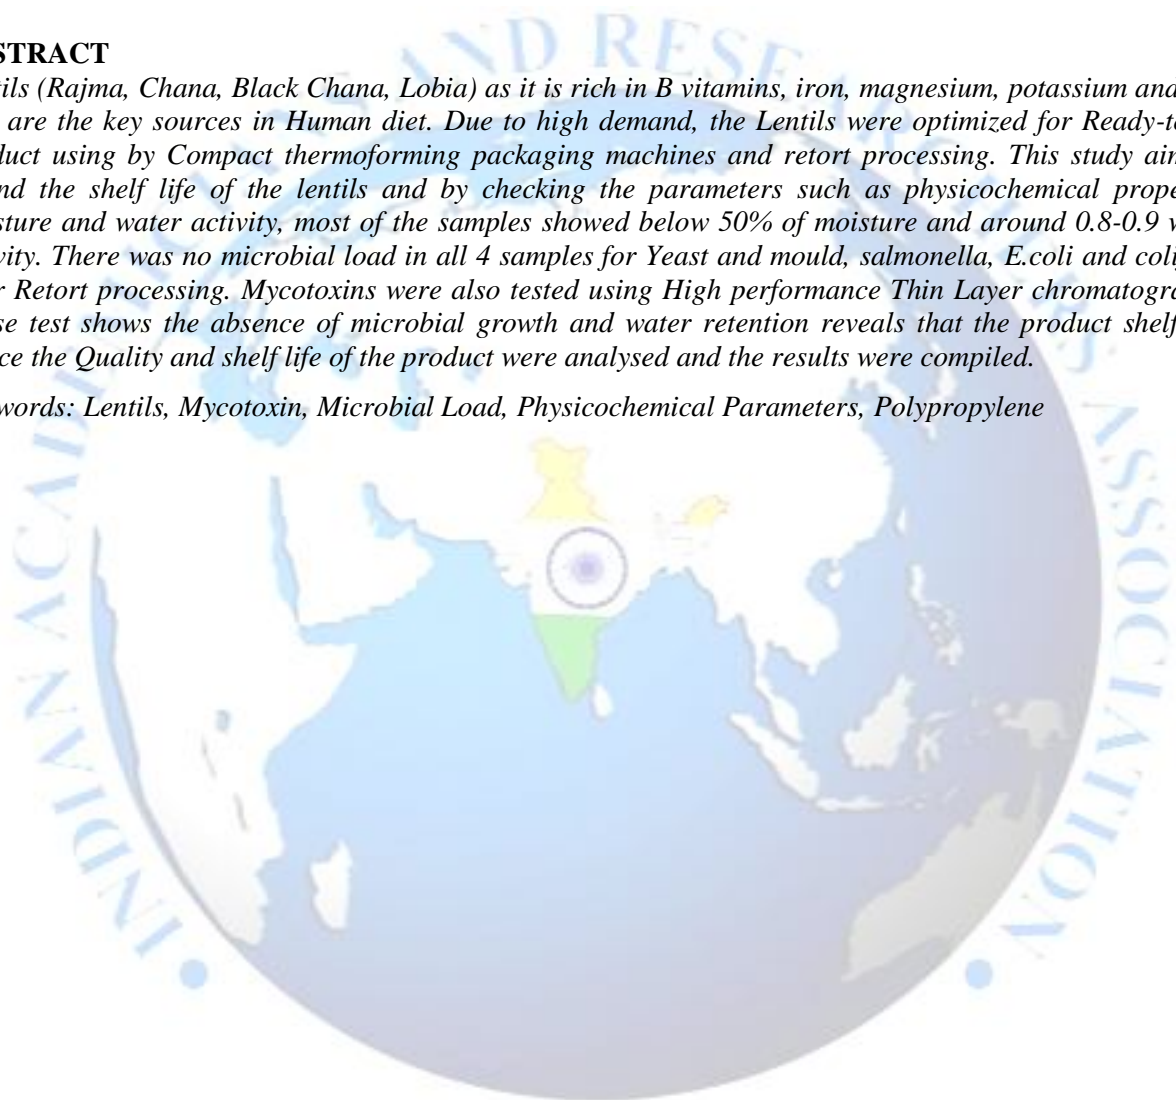 STRACT
tils (Rajma, Chana, Black Chana, Lobia) as it is rich in B vitamins, iron, magnesium, potassium and
are the key sources in Human diet. Due to high demand, the Lentils were optimized for Ready-to
duct using by Compact thermoforming packaging machines and retort processing. This study ain
nd the shelf life of the lentils and by checking the parameters such as physicochemical prope
sture and water activity, most of the samples showed below 50% of moisture and around 0.8-0.9 w
vity. There was no microbial load in all 4 samples for Yeast and mould, salmonella, E.coli and coli
r Retort processing. Mycotoxins were also tested using High performance Thin Layer chromatogra
se test shows the absence of microbial growth and water retention reveals that the product shelf
ce the Quality and shelf life of the product were analysed and the results were compiled.
words: Lentils, Mycotoxin, Microbial Load, Physicochemical Parameters, Polypropylene
INDIAN ACADEMICIANS AND RESEARCHERS ASSOCIATION